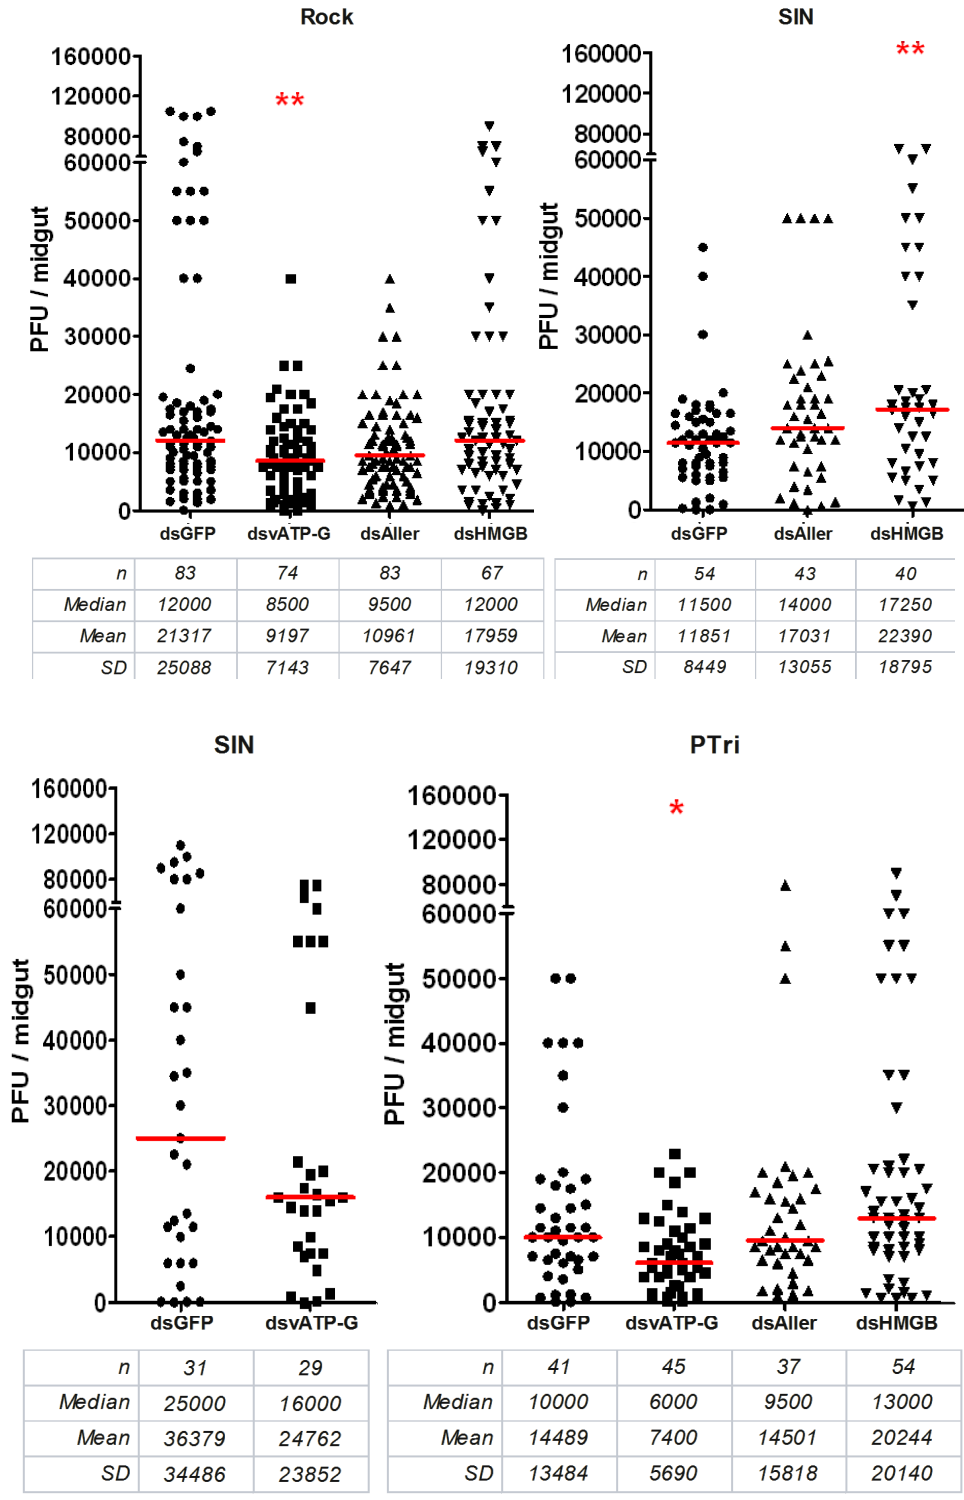 Rock
**
PFU / midgut
160000
120000
80000
60000
50000
40000
30000
20000
10000
0
dsGFP dsvATP-G dsAller dsHMGB
n 83 74 83 67
Median 12000 8500 9500 12000
Mean 21317 9197 10961 17959
SD 25088 7143 7647 19310
SIN
**
PFU / midgut
160000
120000
80000
60000
50000
40000
30000
20000
10000
0
dsGFP dsAller dsHMGB
n 54 43 40
Median 11500 14000 17250
Mean 11851 17031 22390
SD 8449 13055 18795
SIN
PFU / midgut
160000
120000
80000
60000
50000
40000
30000
20000
10000
0
dsGFP dsvATP-G
n 31 29
Median 25000 16000
Mean 36379 24762
SD 34486 23852
PTri
*
PFU / midgut
160000
120000
80000
60000
50000
40000
30000
20000
10000
0
dsGFP dsvATP-G dsAller dsHMGB
n 41 45 37 54
Median 10000 6000 9500 13000
Mean 14489 7400 14501 20244
SD 13484 5690 15818 20140